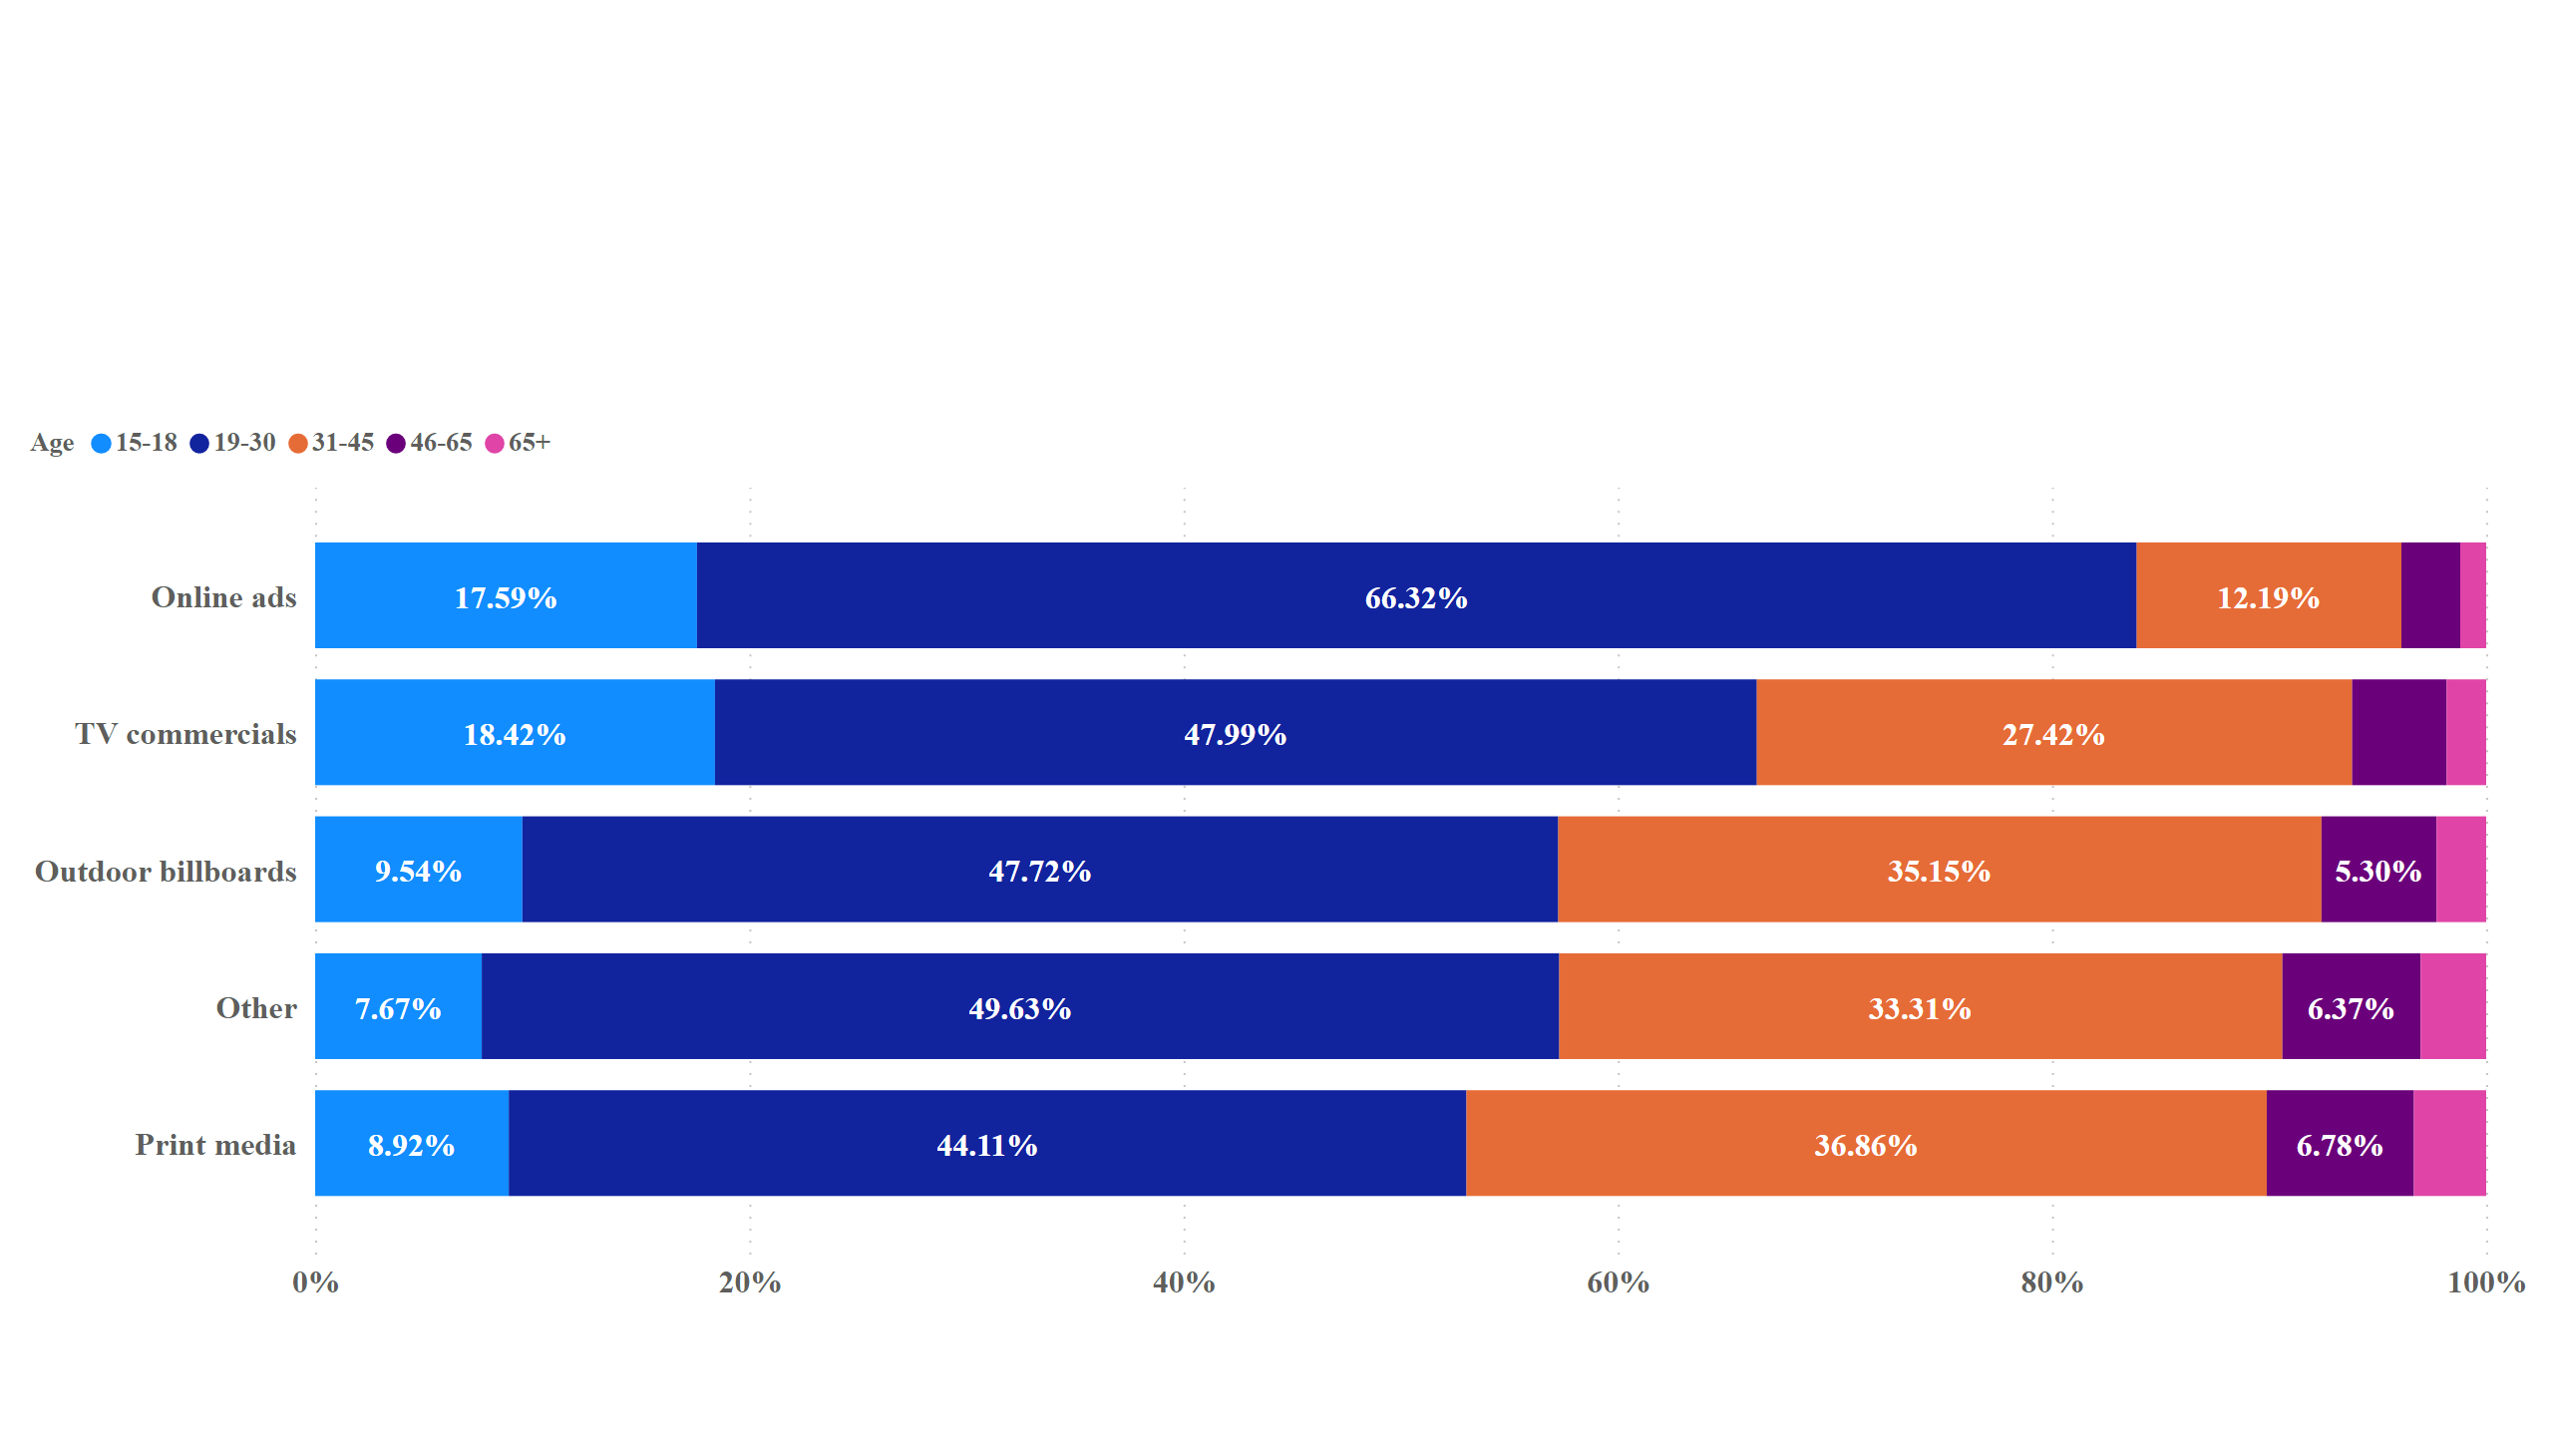 Age 15-18 19-30 31-45 46-65 65+
Online ads 17.59% 66.32% 12.19%
TV commercials 18.42% 47.99% 27.42%
Outdoor billboards 9.54% 47.72% 35.15% 5.30%
Other 7.67% 49.63% 33.31% 6.37%
Print media 8.92% 44.11% 36.86% 6.78%
0% 20% 40% 60% 80% 100%